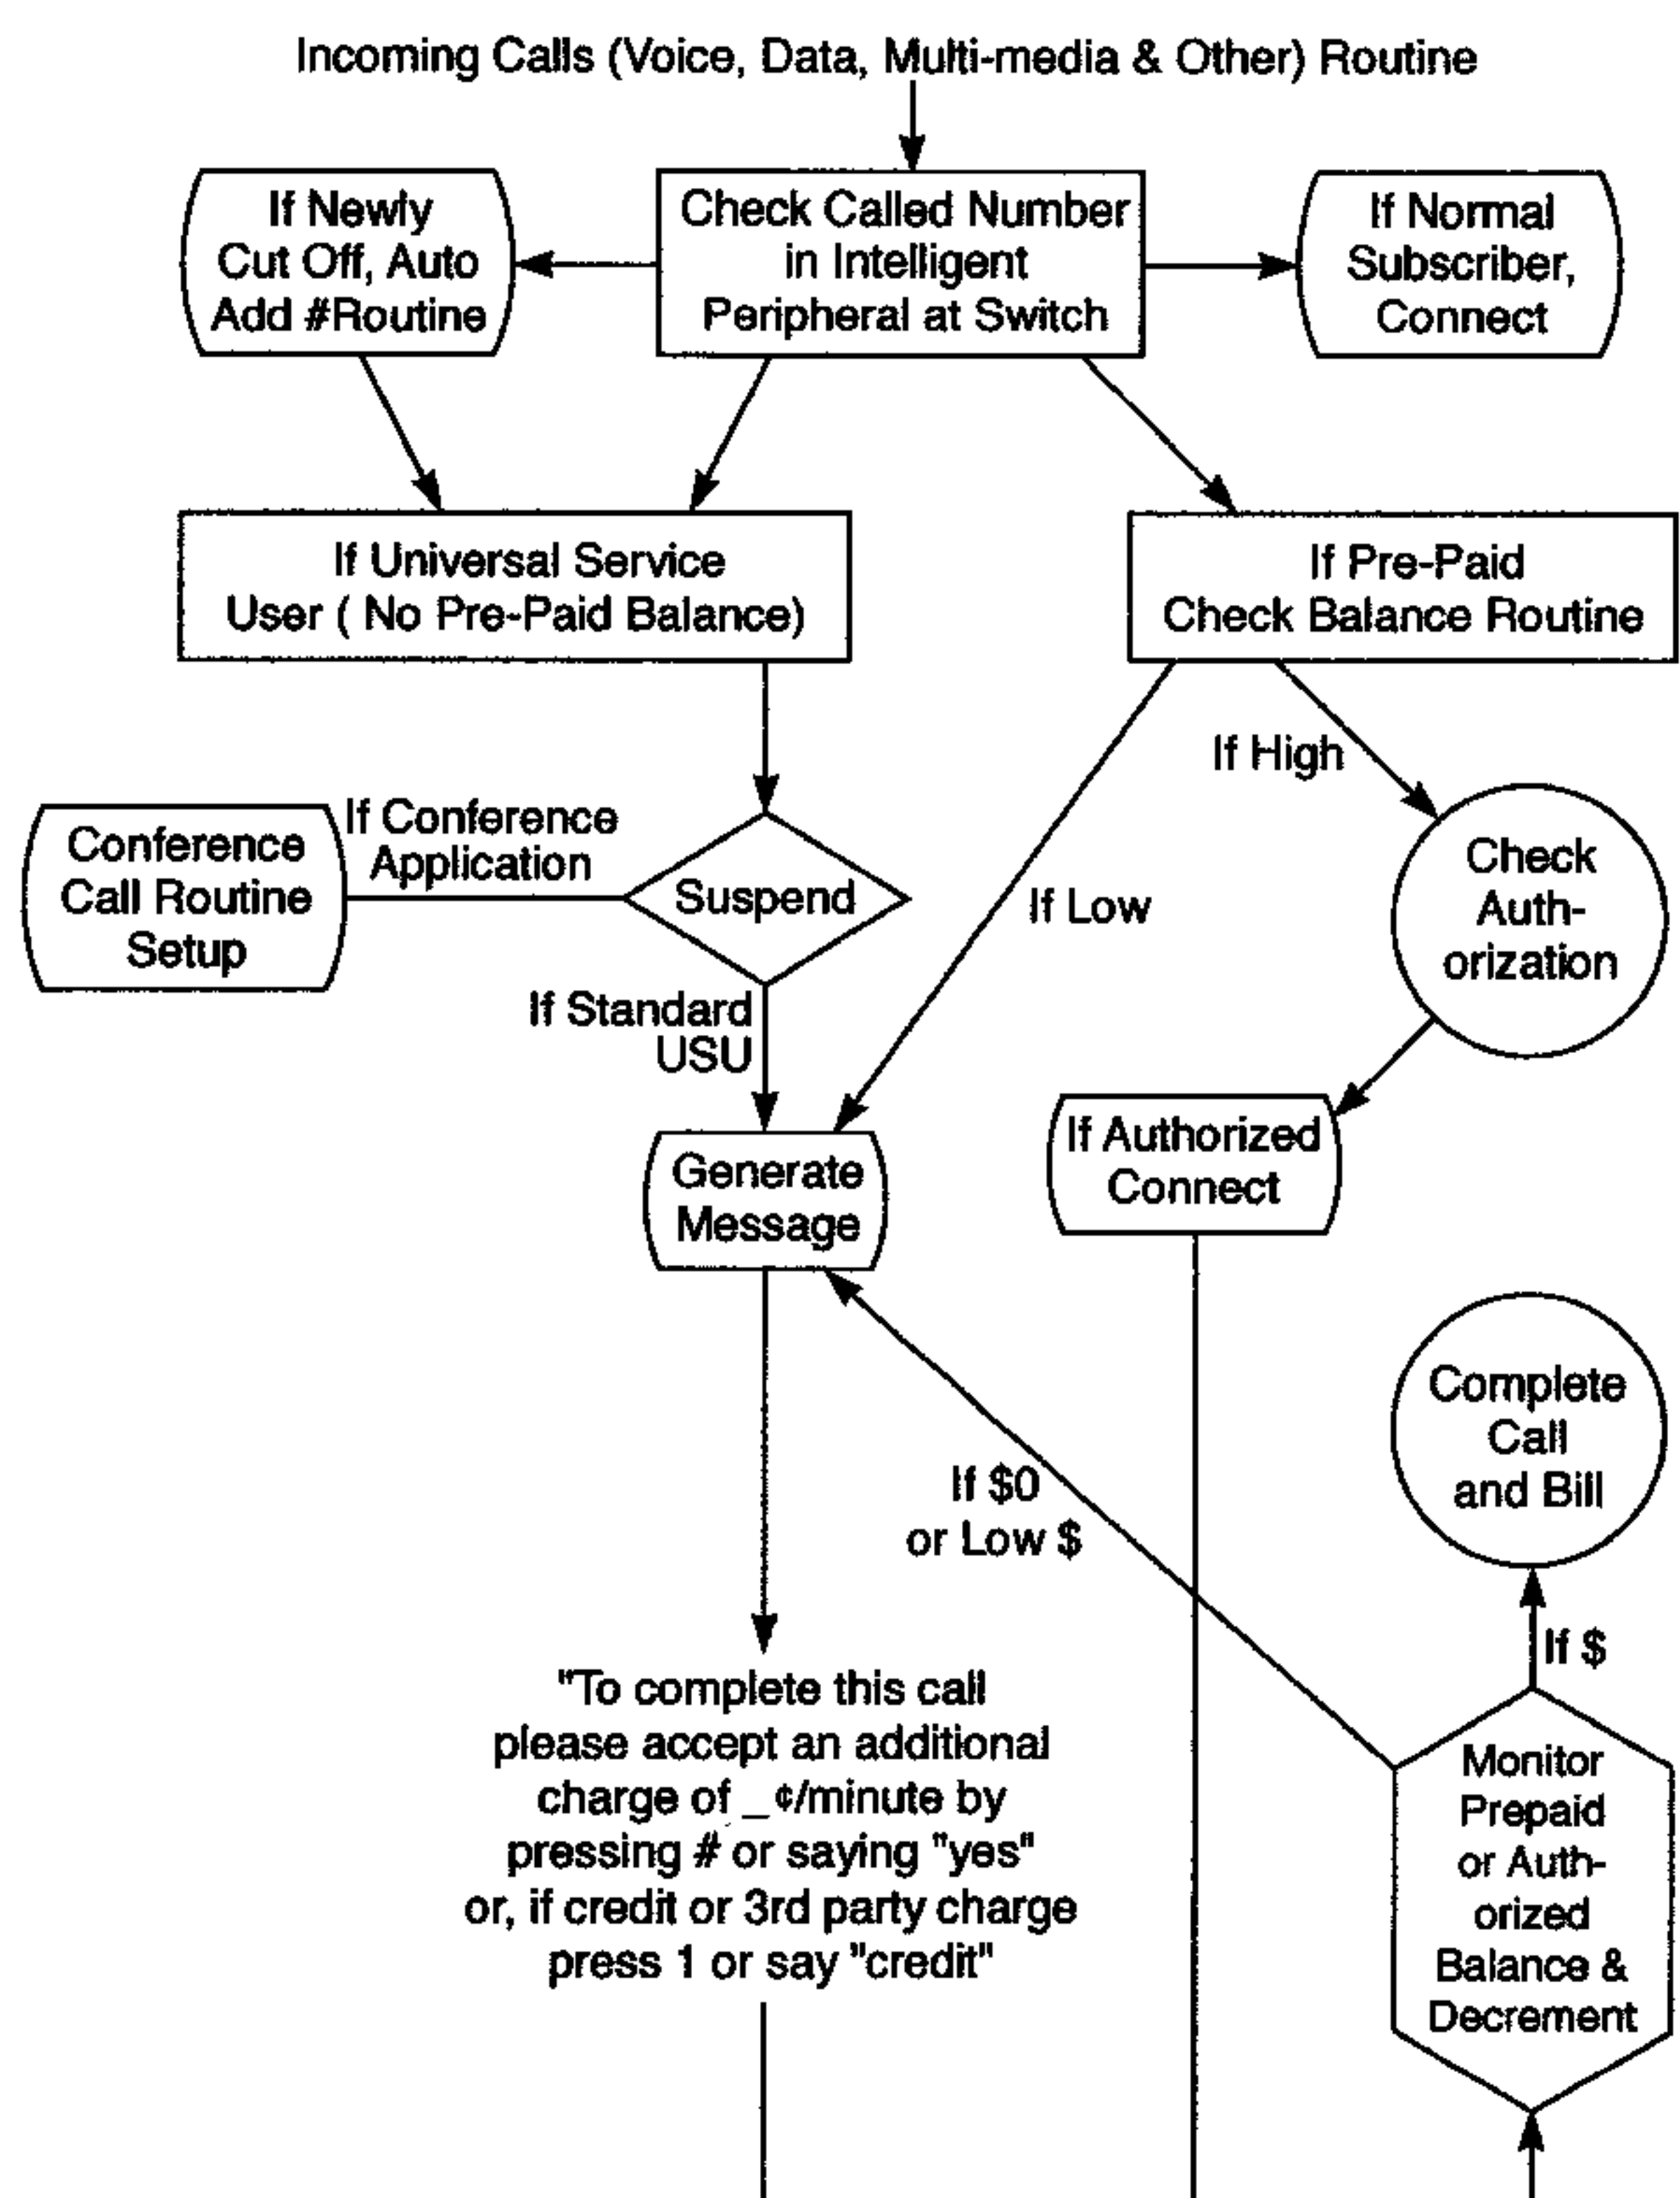 Incoming Calls (Voice, Data, Multi-media & Other) Routine
If Newly
Cut Off, Auto
Add #Routine
Check Called Number
in Intelligent
Peripheral at Switch
If Normal
Subscriber,
Connect
If Universal Service
User ( No Pre-Paid Balance)
If Pre-Paid
Check Balance Routine
If High
Conference
Call Routine
Setup
If Conference
Application
Suspend
If Low
Check
Auth-
orization
If Standard
USU
Generate
Message
If Authorized
Connect
Complete
Call
and Bill
If $0
or Low $
If $
"To complete this call
please accept an additional
charge of _ ¢/minute by
pressing # or saying "yes"
or, if credit or 3rd party charge
press 1 or say "credit"
Monitor
Prepaid
or Auth-
orized
Balance &
Decrement